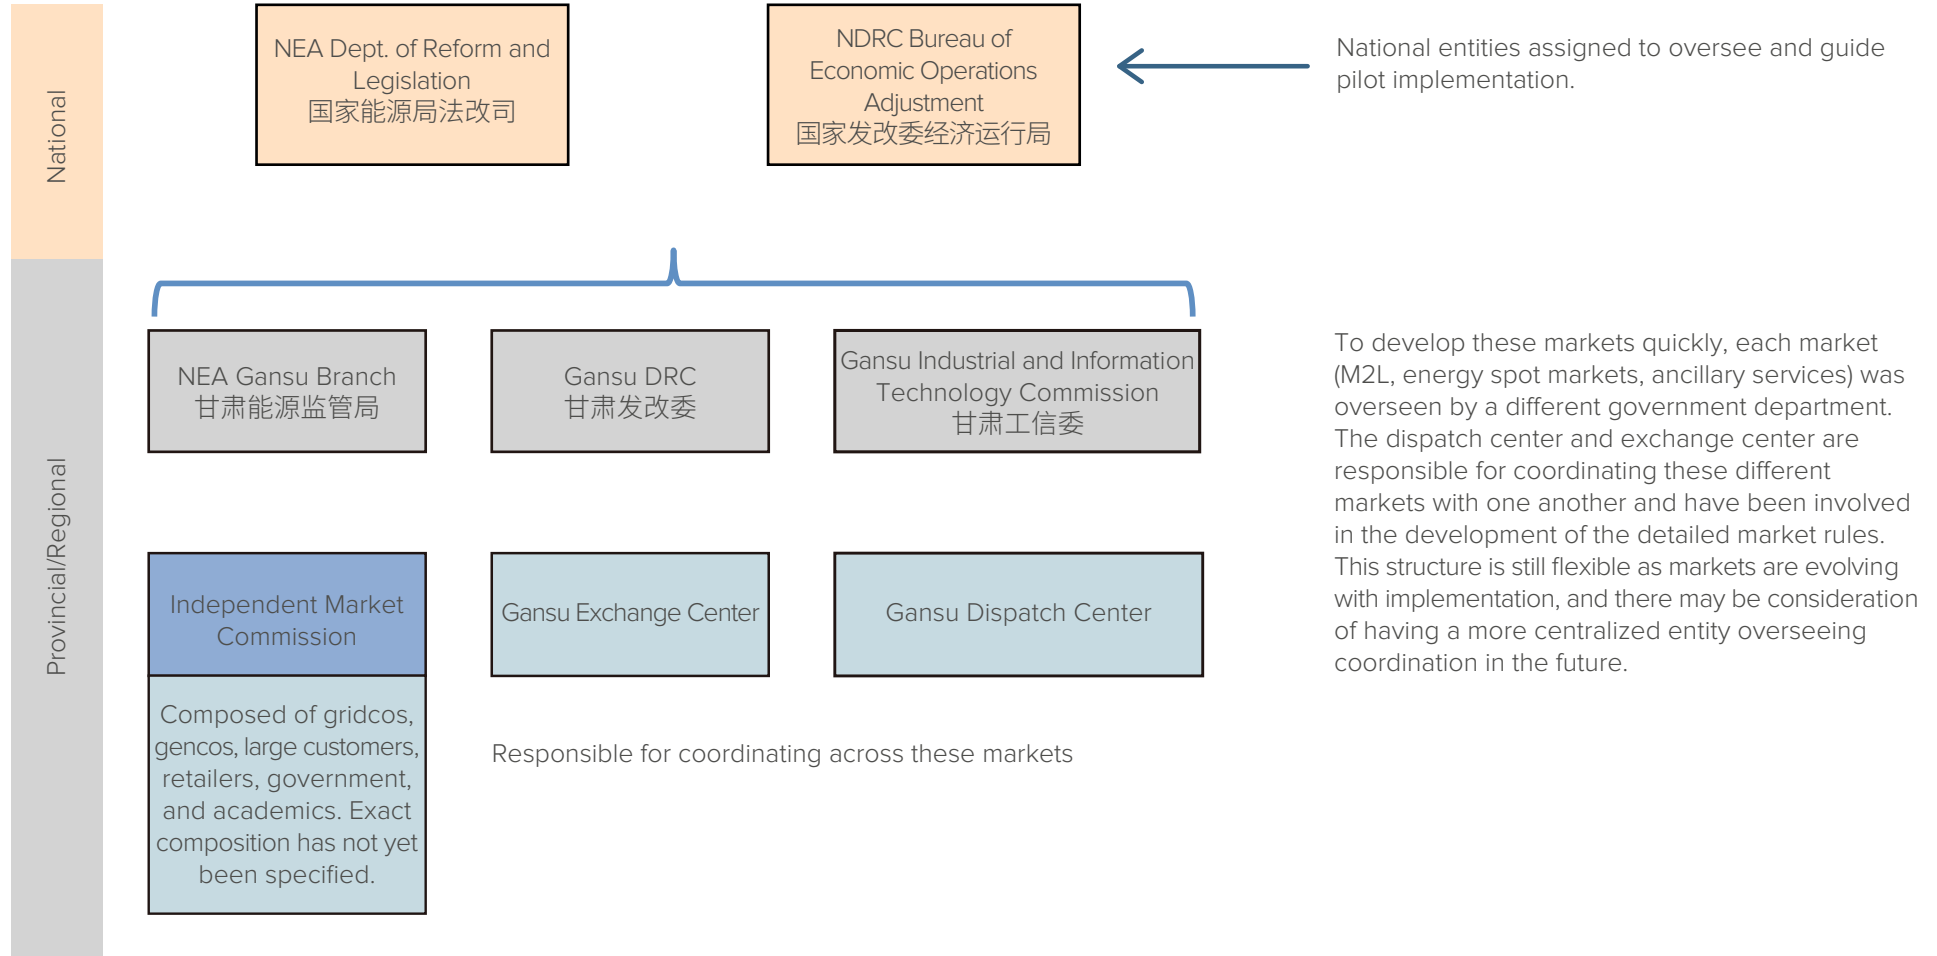 National
NEA Dept. of Reform and
Legislation
国家能源局法改司
NDRC Bureau of
Economic Operations
Adjustment
国家发改委经济运行局
National entities assigned to oversee and guide
pilot implementation.
Provincial/Regional
NEA Gansu Branch
甘肃能源监管局
Gansu DRC
甘肃发改委
Gansu Industrial and Information
Technology Commission
甘肃工信委
To develop these markets quickly, each market
(M2L, energy spot markets, ancillary services) was
overseen by a different government department.
The dispatch center and exchange center are
responsible for coordinating these different
markets with one another and have been involved
in the development of the detailed market rules.
This structure is still flexible as markets are evolving
with implementation, and there may be consideration
of having a more centralized entity overseeing
coordination in the future.
Independent Market
Commission
Composed of gridcos,
gencos, large customers,
retailers, government,
and academics. Exact
composition has not yet
been specified.
Gansu Exchange Center
Gansu Dispatch Center
Responsible for coordinating across these markets